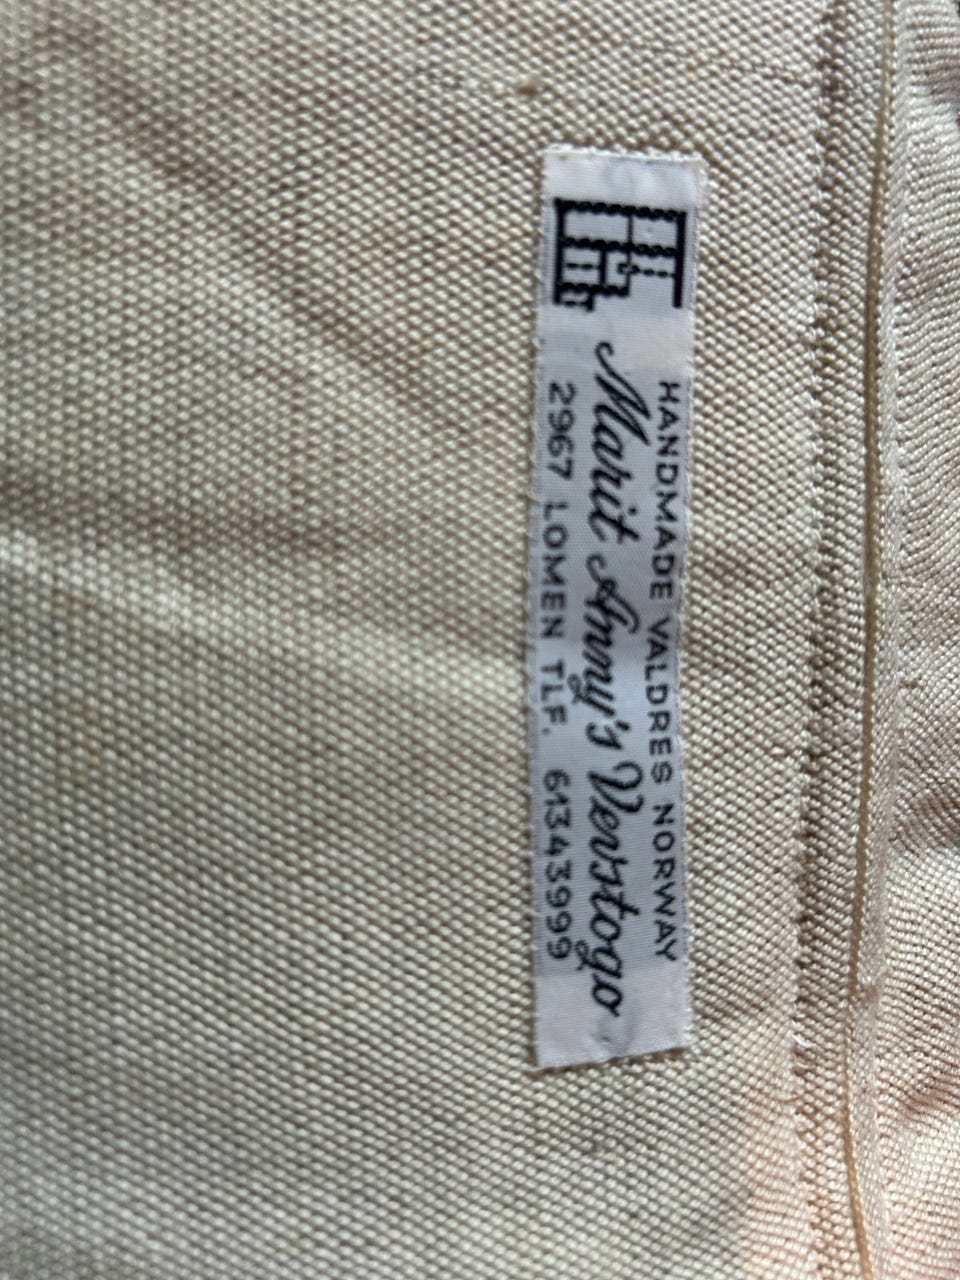 HANDMADE VALDRES NORWAY
Marit Anny's Vevstogo
2967 LOMEN TLF. 61343999